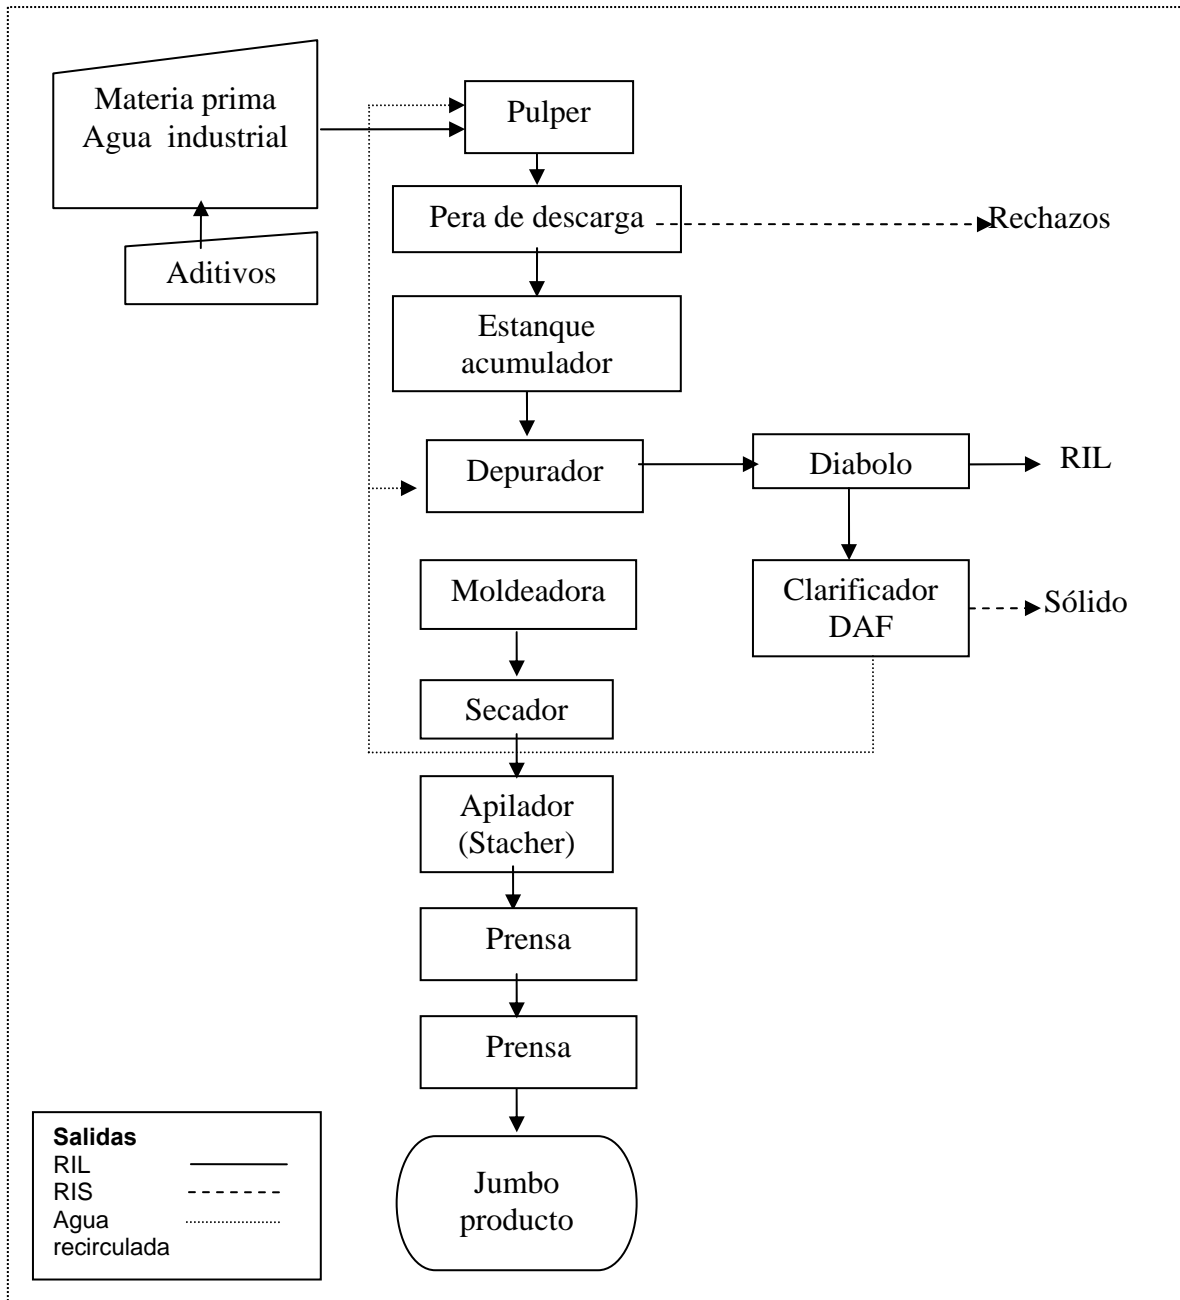 Materia prima
Agua industrial
Aditivos
Pulper
Pera de descarga
Rechazos
Estanque
acumulador
Depurador
Diabolo
RIL
Moldeadora
Clarificador
DAF
Sólido
Secador
Apilador
(Stacher)
Prensa
Prensa
Jumbo
producto
Salidas
RIL
RIS
Agua
recirculada